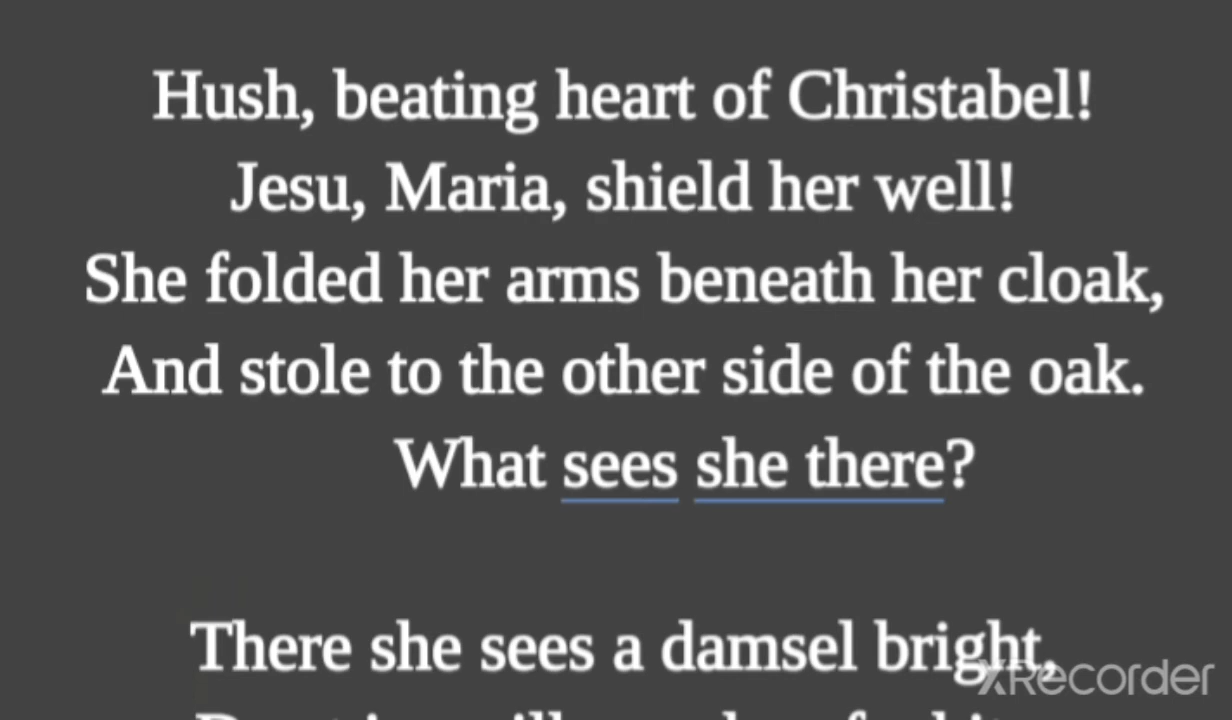 Hush, beating heart of Christabel!
Jesu, Maria, shield her well!
She folded her arms beneath her cloak,
And stole to the other side of the oak.
What sees she there?
There she sees a damsel bright,
XRecorder